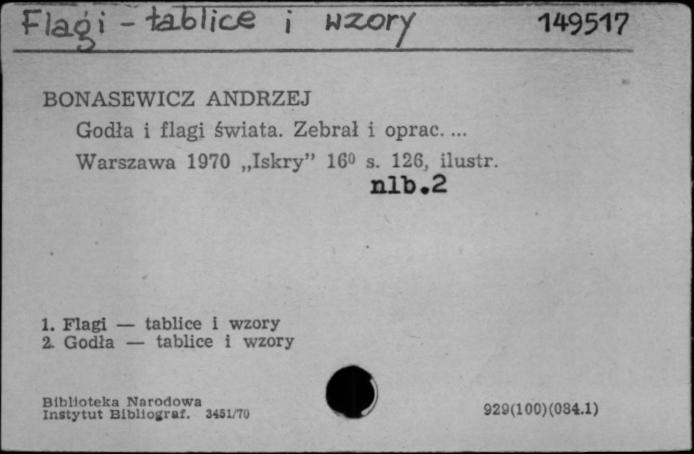 Flagi - tablice i wzory 149517
BONASEWICZ ANDRZEJ
Godła i flagi świata. Zebrał i oprac. ...
Warszawa 1970 „Iskry” 16⁰ s. 126, ilustr.
nlb.2
1. Flagi — tablice i wzory
2. Godła — tablice i wzory
Biblioteka Narodowa
Instytut Bibliograf. 3451/70
929(100)(084.1)